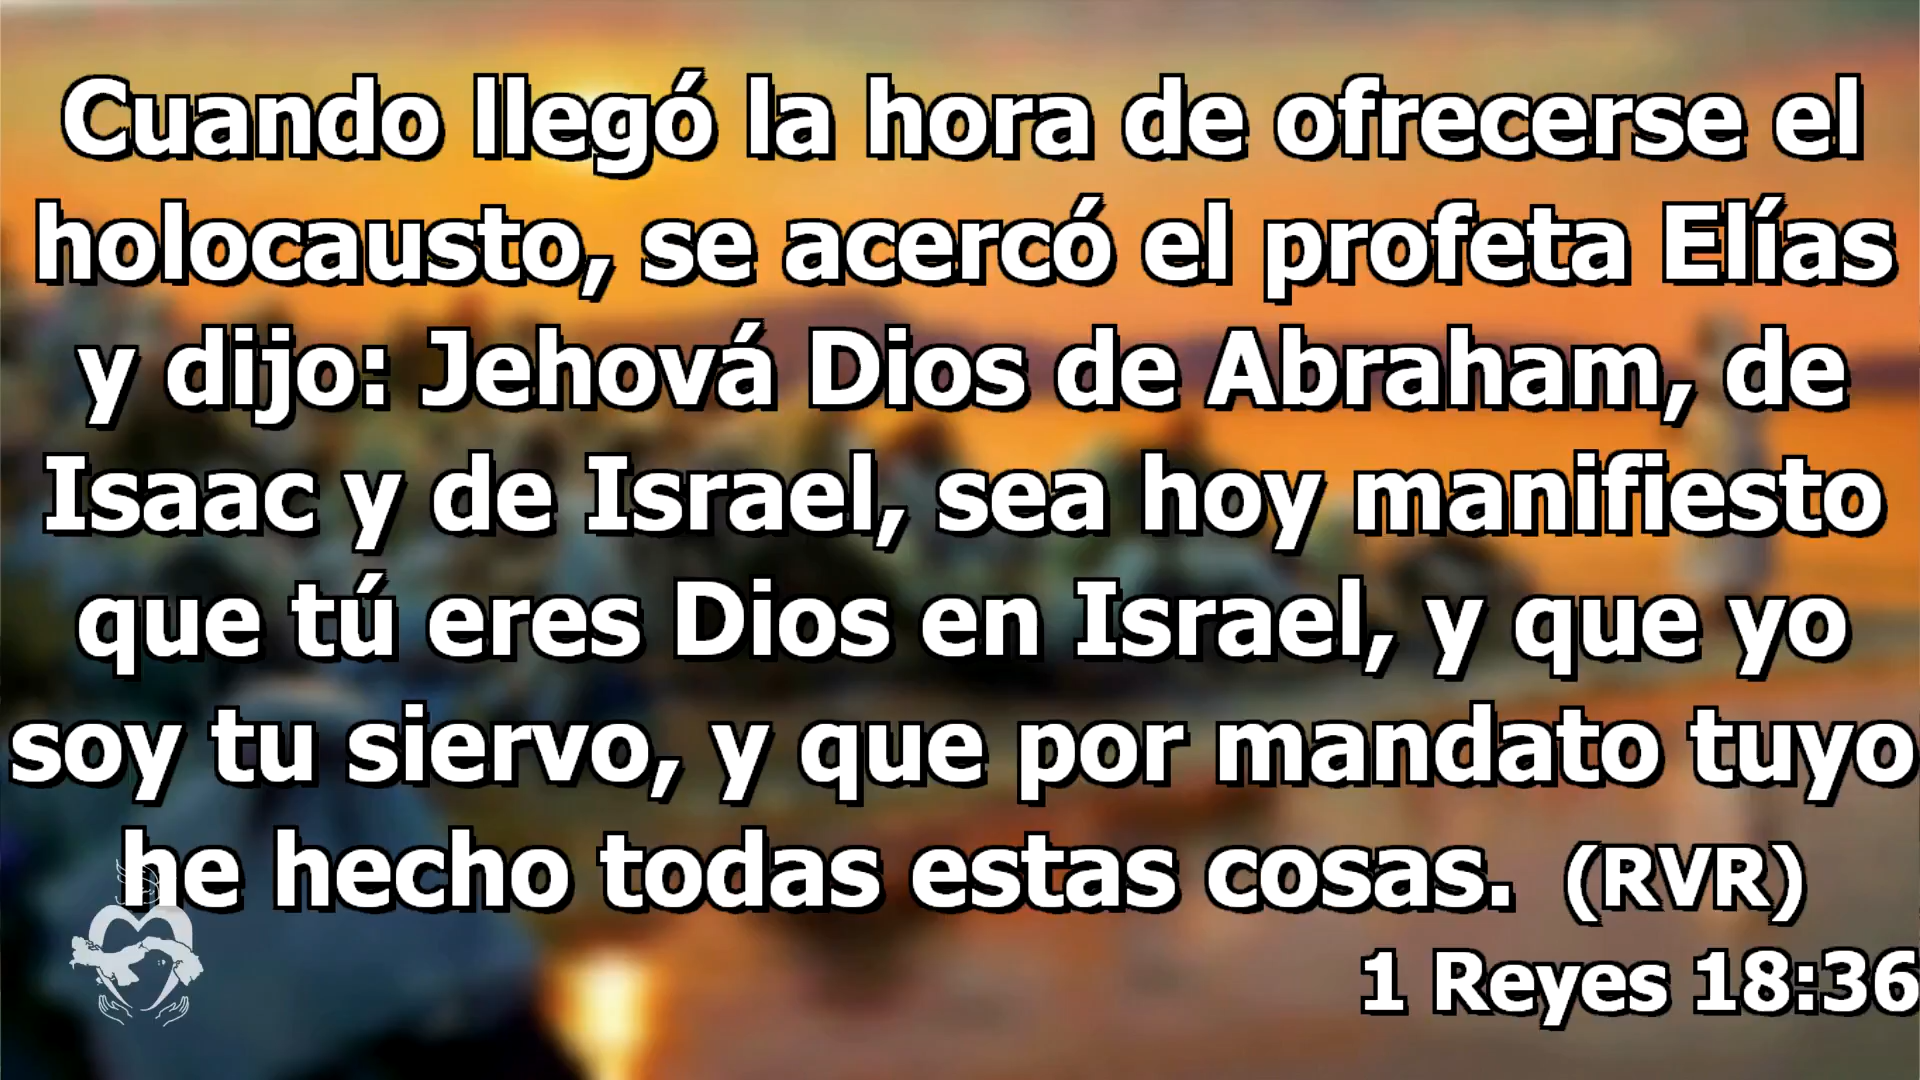 Cuando llegó la hora de ofrecerse el
holocausto, se acercó el profeta Elías
y dijo: Jehová Dios de Abraham, de
Isaac y de Israel, sea hoy manifiesto
que tú eres Dios en Israel, y que yo
soy tu siervo, y que por mandato tuyo
he hecho todas estas cosas. (RVR)
1 Reyes 18:36